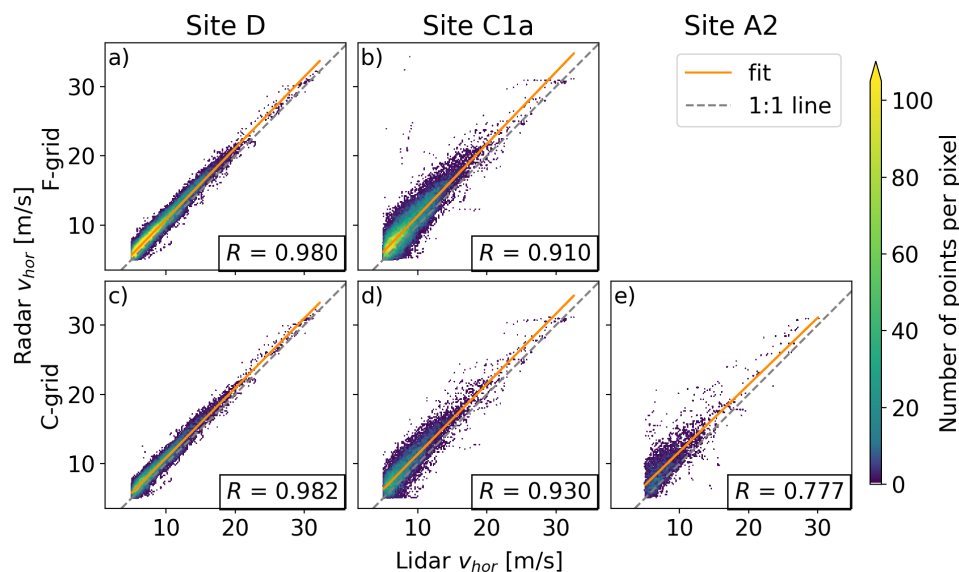 Site D
Site C1a
Site A2
a)
b)
fit
1:1 line
30
20
10
F-grid
R = 0.980
R = 0.910
Radar v_hor [m/s]
c)
d)
e)
30
20
10
C-grid
R = 0.982
R = 0.930
R = 0.777
10
20
30
10
20
30
10
20
30
Lidar v_hor [m/s]
100
80
60
40
20
0
Number of points per pixel